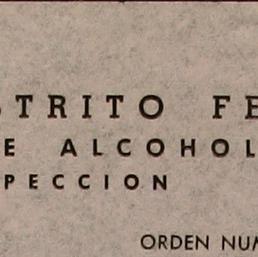 STRITO FE
E ALCOHOL
PECCION
ORDEN NUM